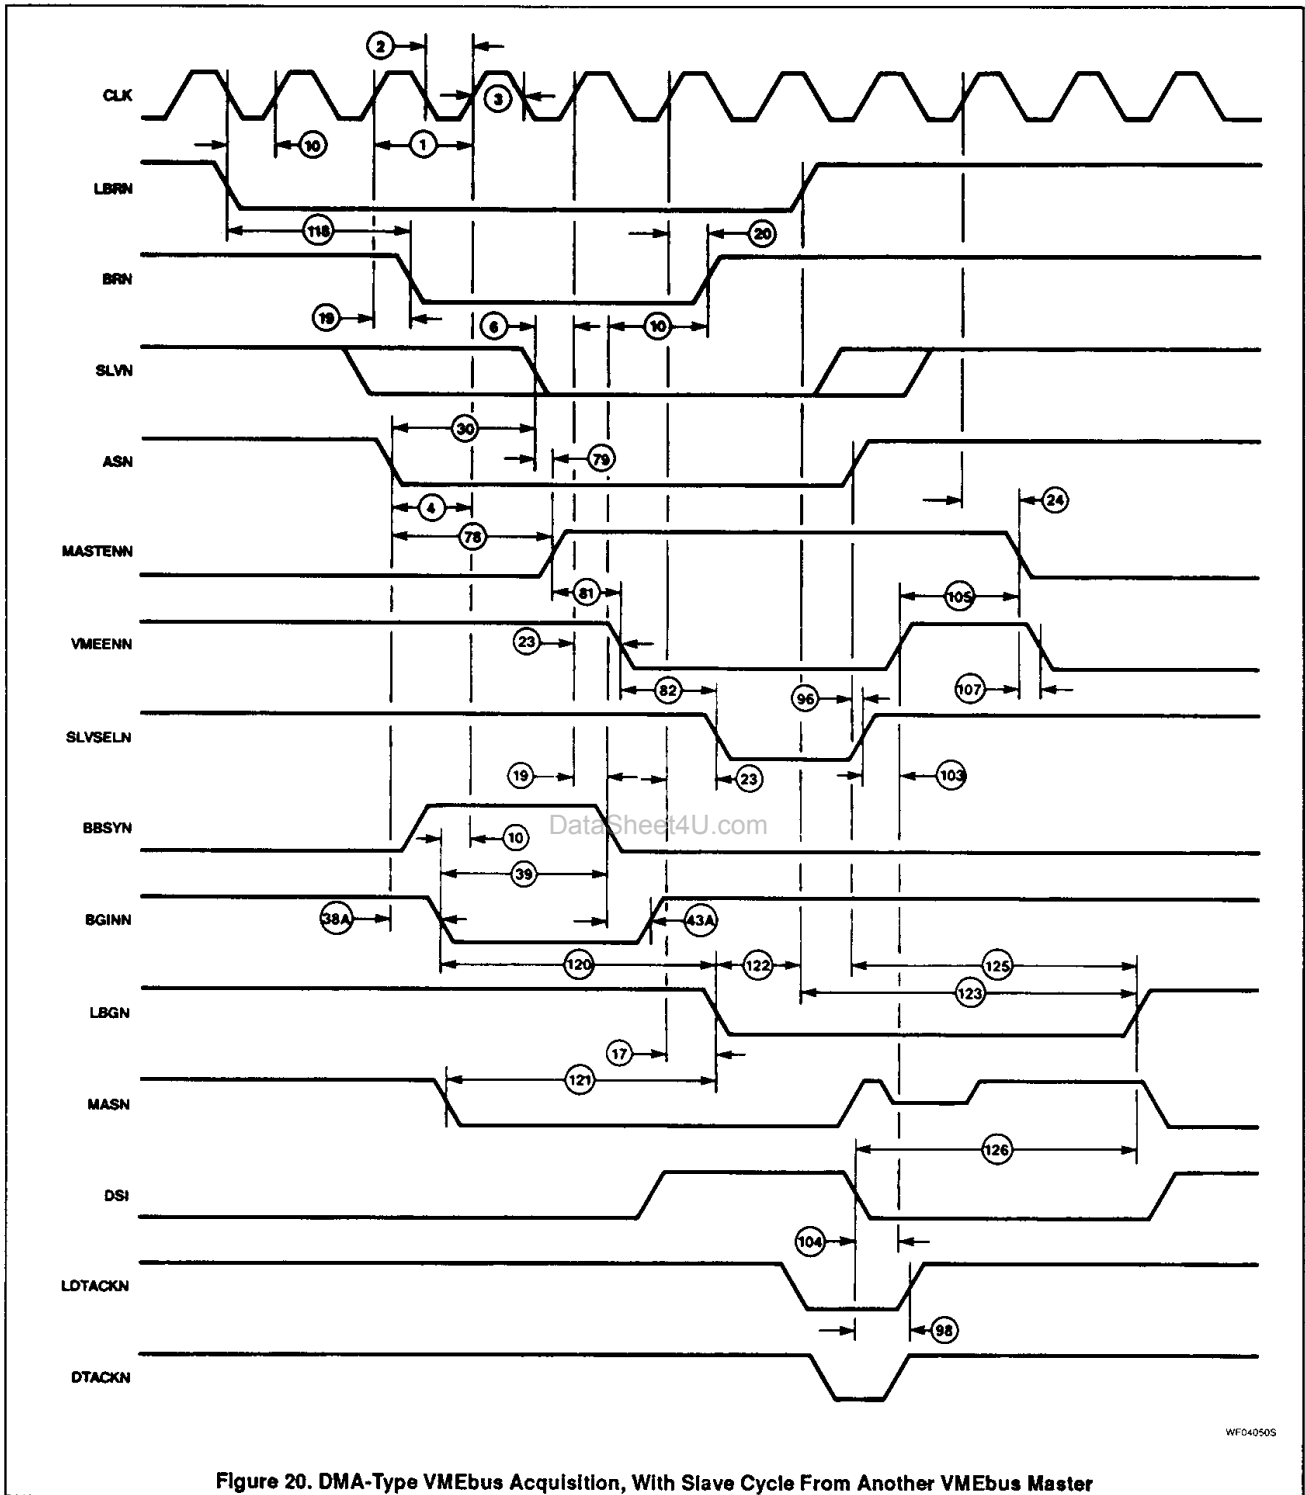 2
CLK
3
10
1
LBRN
118
20
BRN
19
6
10
SLVN
30
ASN
79
4
24
78
MASTENN
81
105
VMEENN
23
82
96
107
SLVSELN
19
23
103
BBSYN
DataSheet4U.com
10
39
BGINN
38A
43A
120
122
125
123
LBGN
17
121
MASN
126
DSI
104
LDTACKN
98
DTACKN
WF04050S
Figure 20. DMA-Type VMEbus Acquisition, With Slave Cycle From Another VMEbus Master